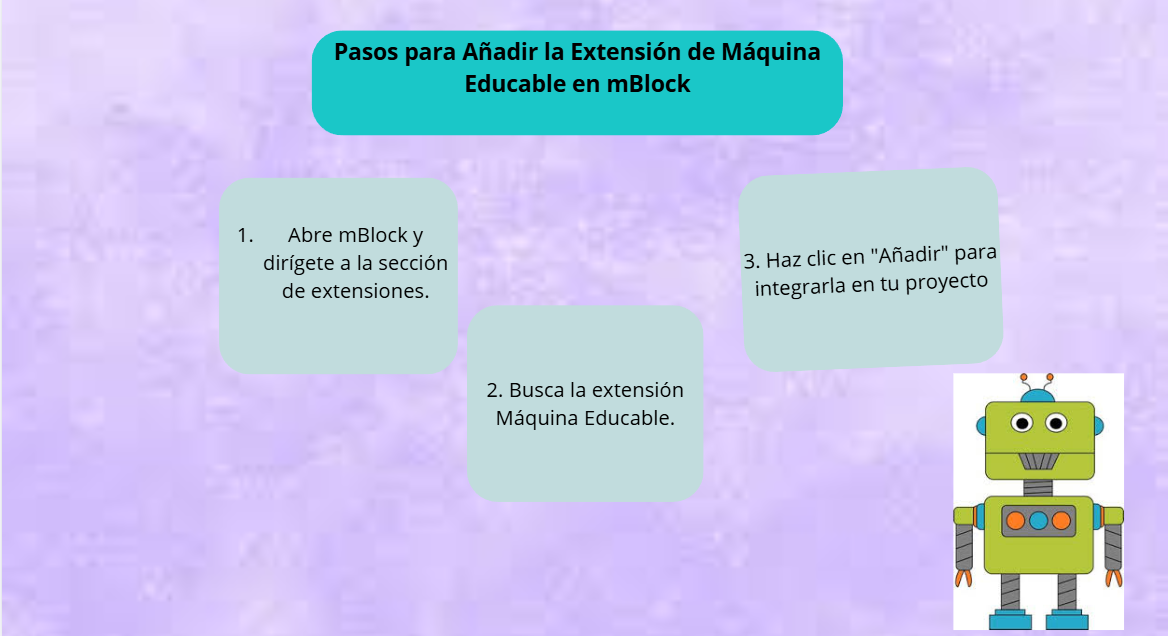 Pasos para Añadir la Extensión de Máquina
Educable en mBlock
1. Abre mBlock y
dirígete a la sección
de extensiones.
2. Busca la extensión
Máquina Educable.
3. Haz clic en "Añadir" para
integrarla en tu proyecto